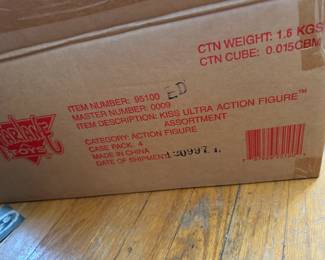 CTN WEIGHT: 1.6 KGS
CTN CUBE: 0.015CBM
ITEM NUMBER: 95100 ED
MASTER NUMBER: 0009
ITEM DESCRIPTION: KISS ULTRA ACTION FIGURE™
ASSORTMENT
CATEGORY: ACTION FIGURE
CASE PACK: 4
MADE IN CHINA
DATE OF SHIPMENT
TOYS